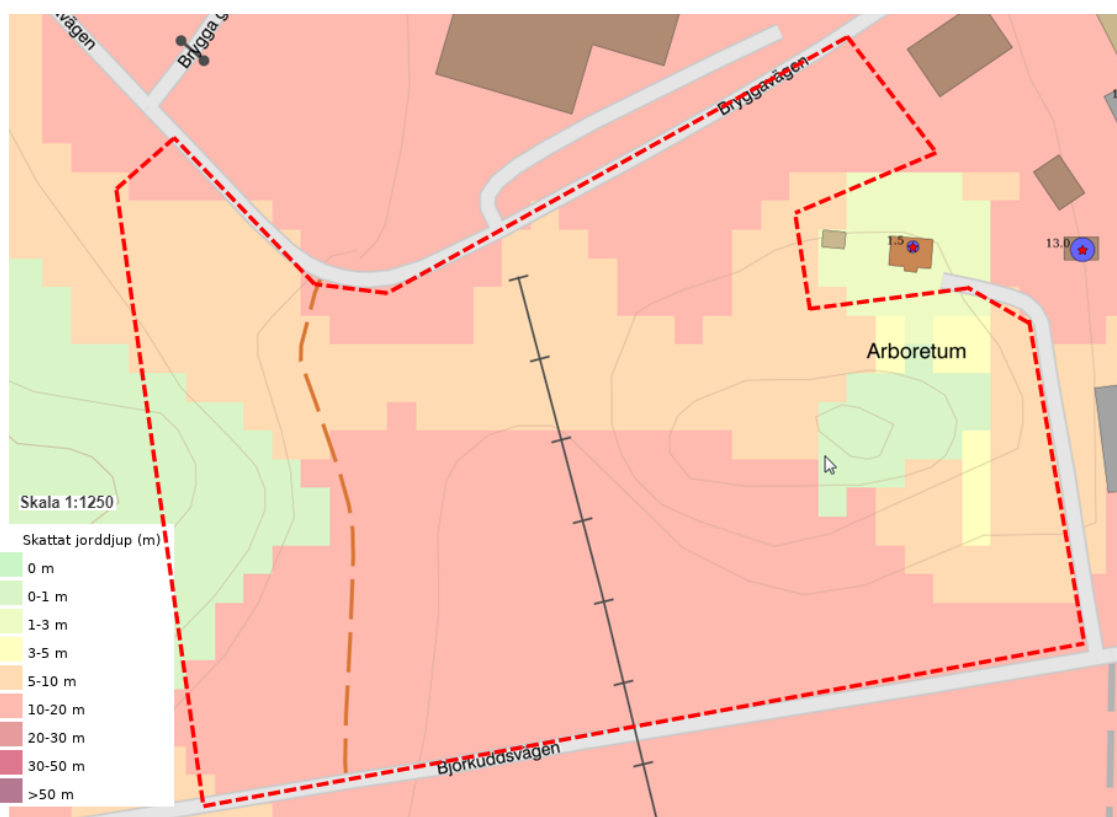 vägen
Brygga g
Bryggavägen
1.5
13.0
Arboretum
Skala 1:1250
Skattat jorddjup (m)
0 m
0-1 m
1-3 m
3-5 m
5-10 m
10-20 m
20-30 m
30-50 m
>50 m
Björkuddsvägen